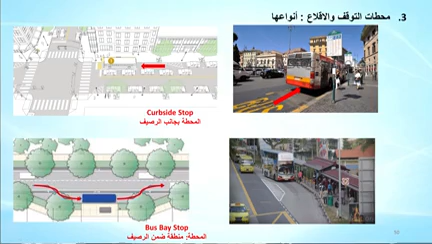 3. محطات التوقف والاقلاع : أنواعها
Curbside Stop
المحطة بجانب الرصيف
Bus Bay Stop
المحطة: منطقة ضمن الرصيف